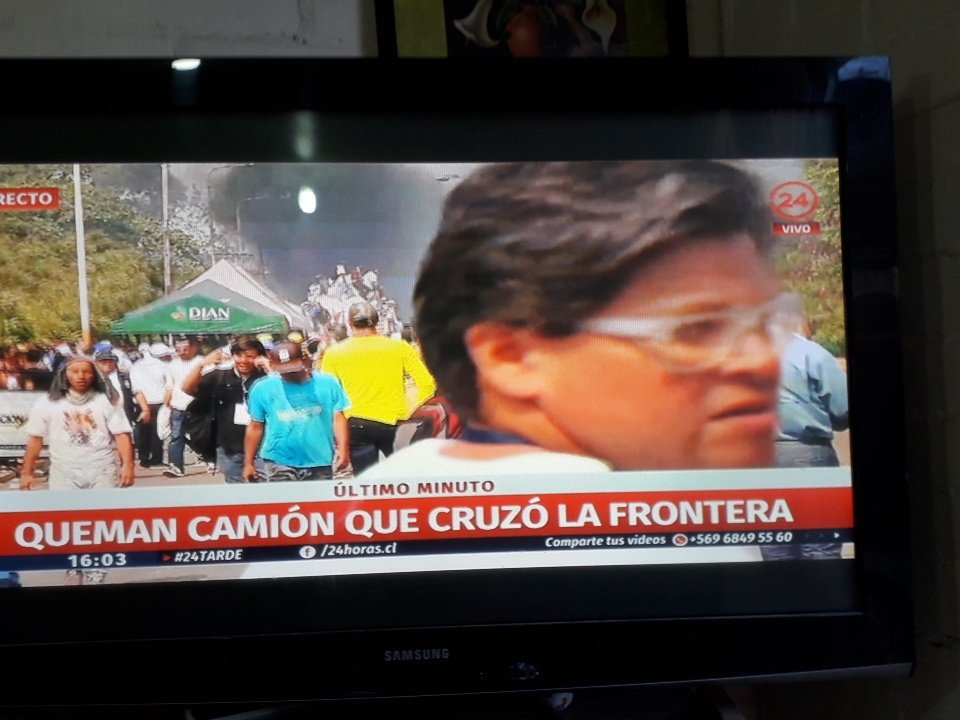 RECTO
24
VIVO
DIAN
ÚLTIMO MINUTO
QUEMAN CAMIÓN QUE CRUZÓ LA FRONTERA
16:03 #24TARDE /24horas.cl Comparte tus videos +569 6849 55 60
SAMSUNG